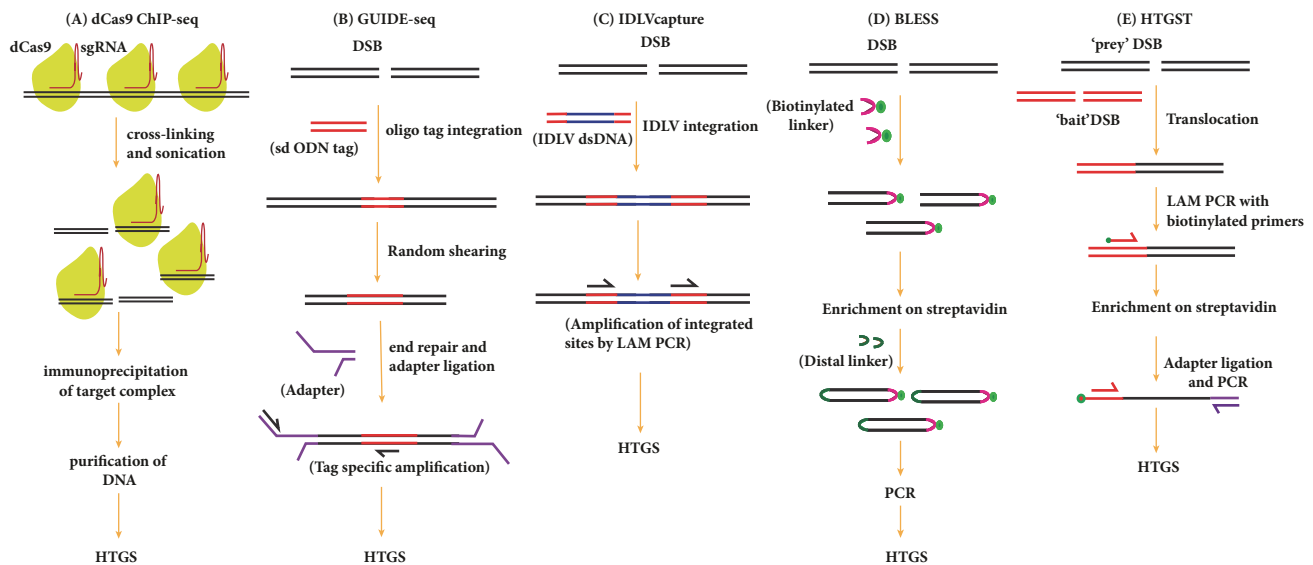 (A) dCas9 ChIP-seq
dCas9
sgRNA
cross-linking
and sonication
immunoprecipitation
of target complex
purification of
DNA
HTGS
(B) GUIDE-seq
DSB
oligo tag integration
(sd ODN tag)
Random shearing
end repair and
adapter ligation
(Adapter)
(Tag specific amplification)
HTGS
(C) IDLVcapture
DSB
IDLV integration
(IDLV dsDNA)
(Amplification of integrated
sites by LAM PCR)
HTGS
(D) BLESS
DSB
(Biotinylated
linker)
Enrichment on streptavidin
(Distal linker)
PCR
HTGS
(E) HTGST
‘prey’ DSB
‘bait’DSB
Translocation
LAM PCR with
biotinylated primers
Enrichment on streptavidin
Adapter ligation
and PCR
HTGS